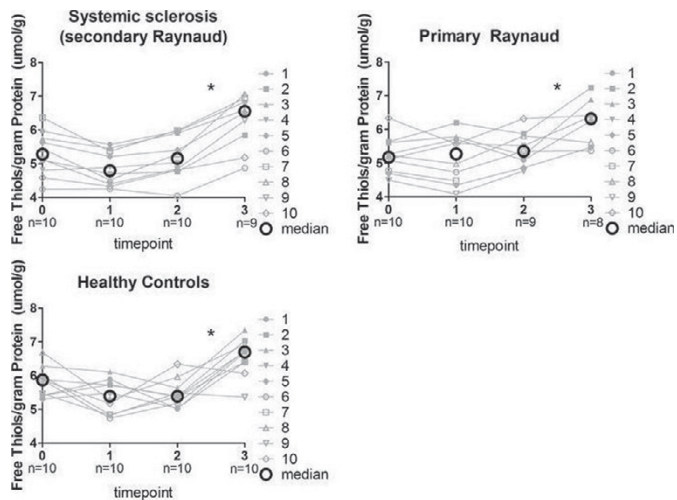 Systemic sclerosis
(secondary Raynaud)
Free Thiols/gram Protein (umol/g)
8
7
6
5
4
*
0 1 2 3
n=10 n=10 n=10 n=9
timepoint
1
2
3
4
5
6
7
8
9
10
median
Primary Raynaud
Free Thiols/gram Protein (umol/g)
8
7
6
5
4
*
0 1 2 3
n=10 n=10 n=9 n=8
timepoint
1
2
3
4
5
6
7
8
9
10
median
Healthy Controls
Free Thiols/gram Protein (umol/g)
8
7
6
5
4
*
0 1 2 3
n=10 n=10 n=10 n=10
timepoint
1
2
3
4
5
6
7
8
9
10
median